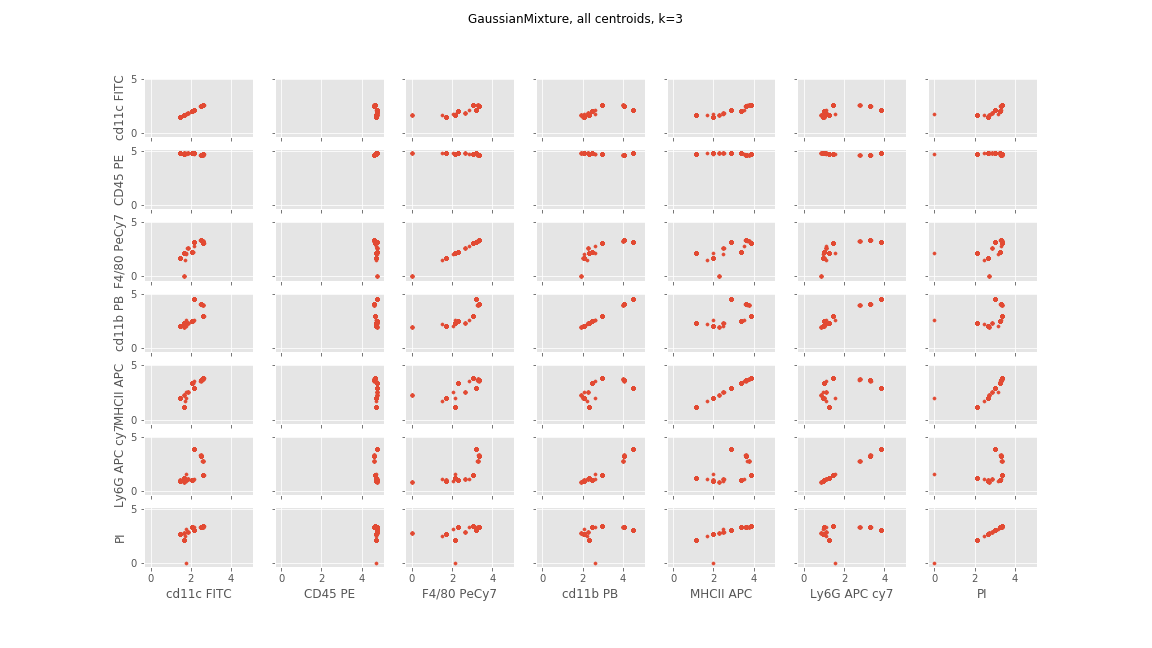 GaussianMixture, all centroids, k=3
cd11c FITC
5
0
CD45 PE
5
0
F4/80 PeCy7
5
0
cd11b PB
5
0
MHCII APC
5
0
Ly6G APC cy7
5
0
PI
5
0
0 2 4 0 2 4 0 2 4 0 2 4 0 2 4 0 2 4 0 2 4
cd11c FITC CD45 PE F4/80 PeCy7 cd11b PB MHCII APC Ly6G APC cy7 PI